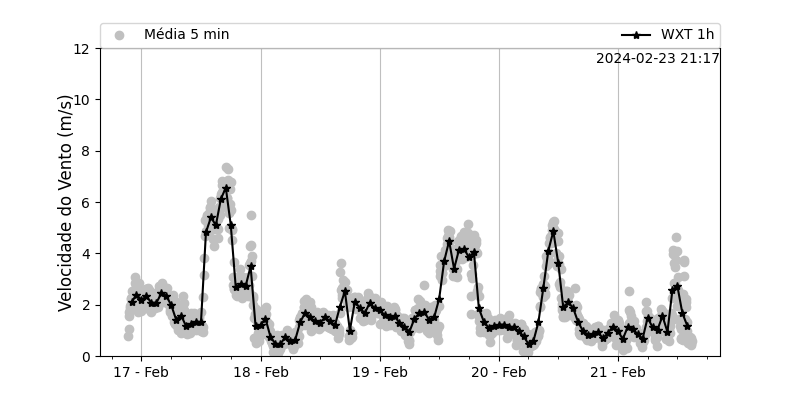 Média 5 min
WXT 1h
2024-02-23 21:17
Velocidade do Vento (m/s)
12
10
8
6
4
2
0
17 - Feb
18 - Feb
19 - Feb
20 - Feb
21 - Feb